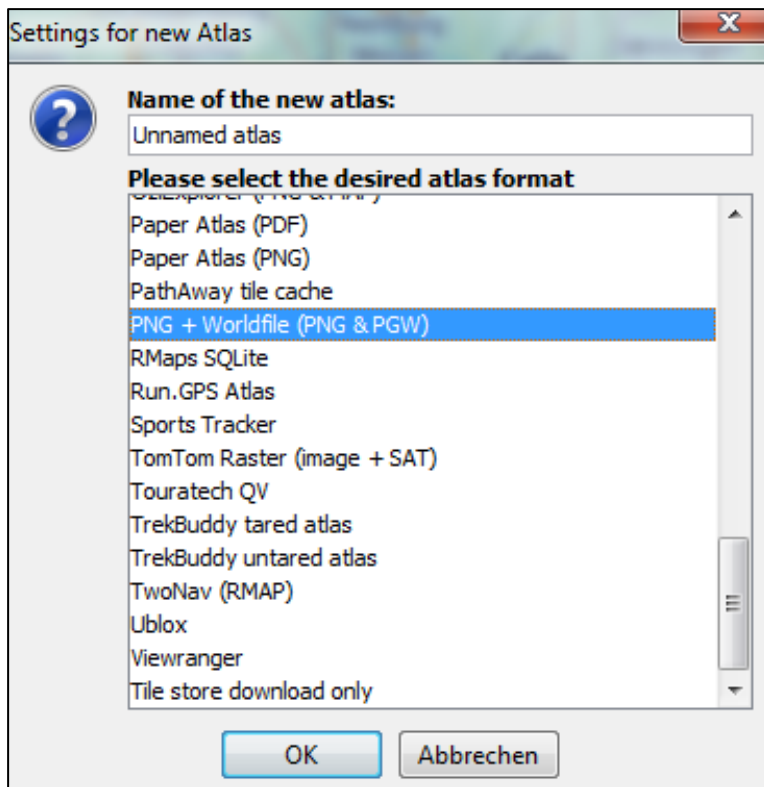 Settings for new Atlas
Name of the new atlas:
Unnamed atlas
Please select the desired atlas format
Paper Atlas (PDF)
Paper Atlas (PNG)
PathAway tile cache
PNG + Worldfile (PNG & PGW)
RMaps SQLite
Run.GPS Atlas
Sports Tracker
TomTom Raster (image + SAT)
Touratech QV
TrekBuddy tared atlas
TrekBuddy untared atlas
TwoNav (RMAP)
Ublox
Viewranger
Tile store download only
OK
Abbrechen